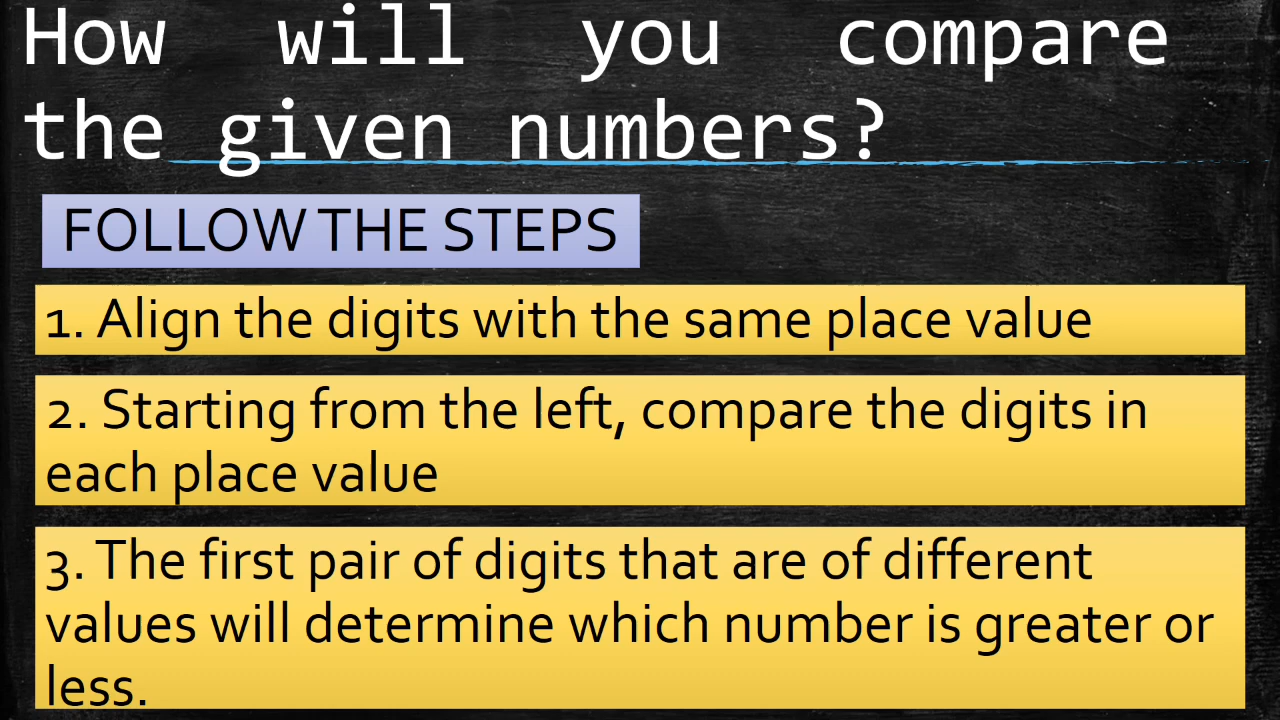 How will you compare
the given numbers?
FOLLOW THE STEPS
1. Align the digits with the same place value
2. Starting from the left, compare the digits in
each place value
3. The first pair of digits that are of different
values will determine which number is greater or
less.